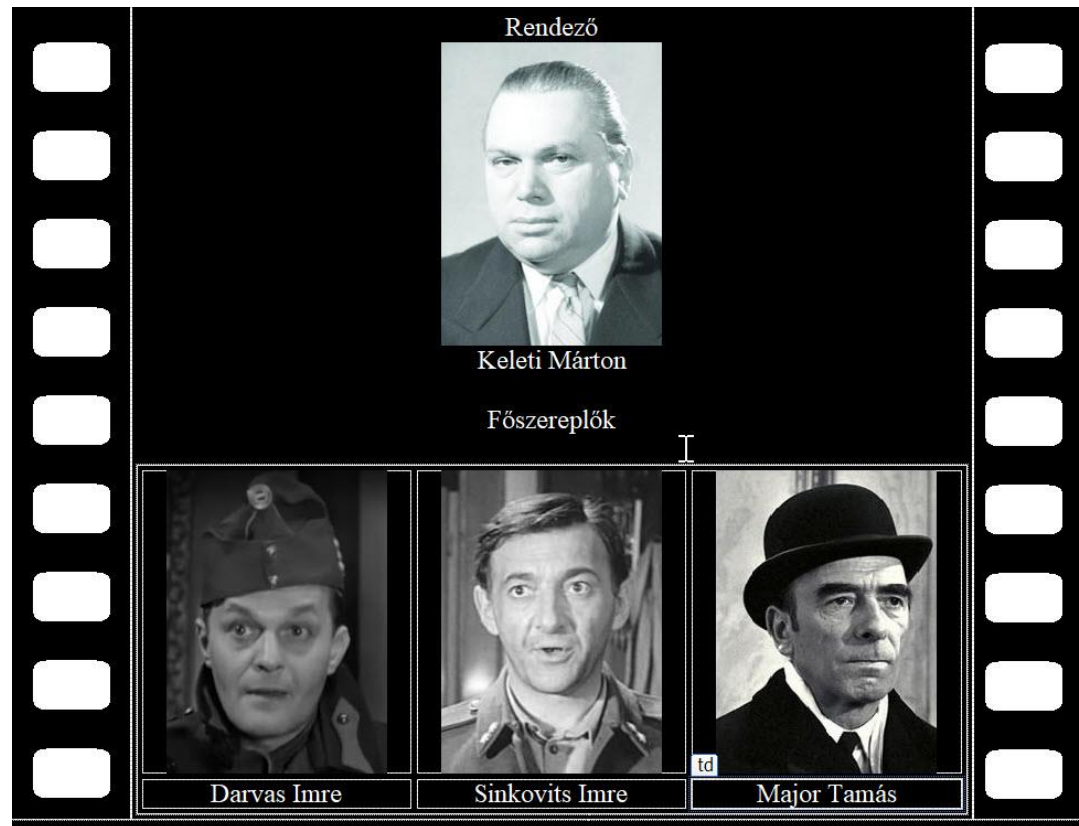 Rendező
Keleti Márton
Főszereplők
td
Darvas Imre
Sinkovits Imre
Major Tamás